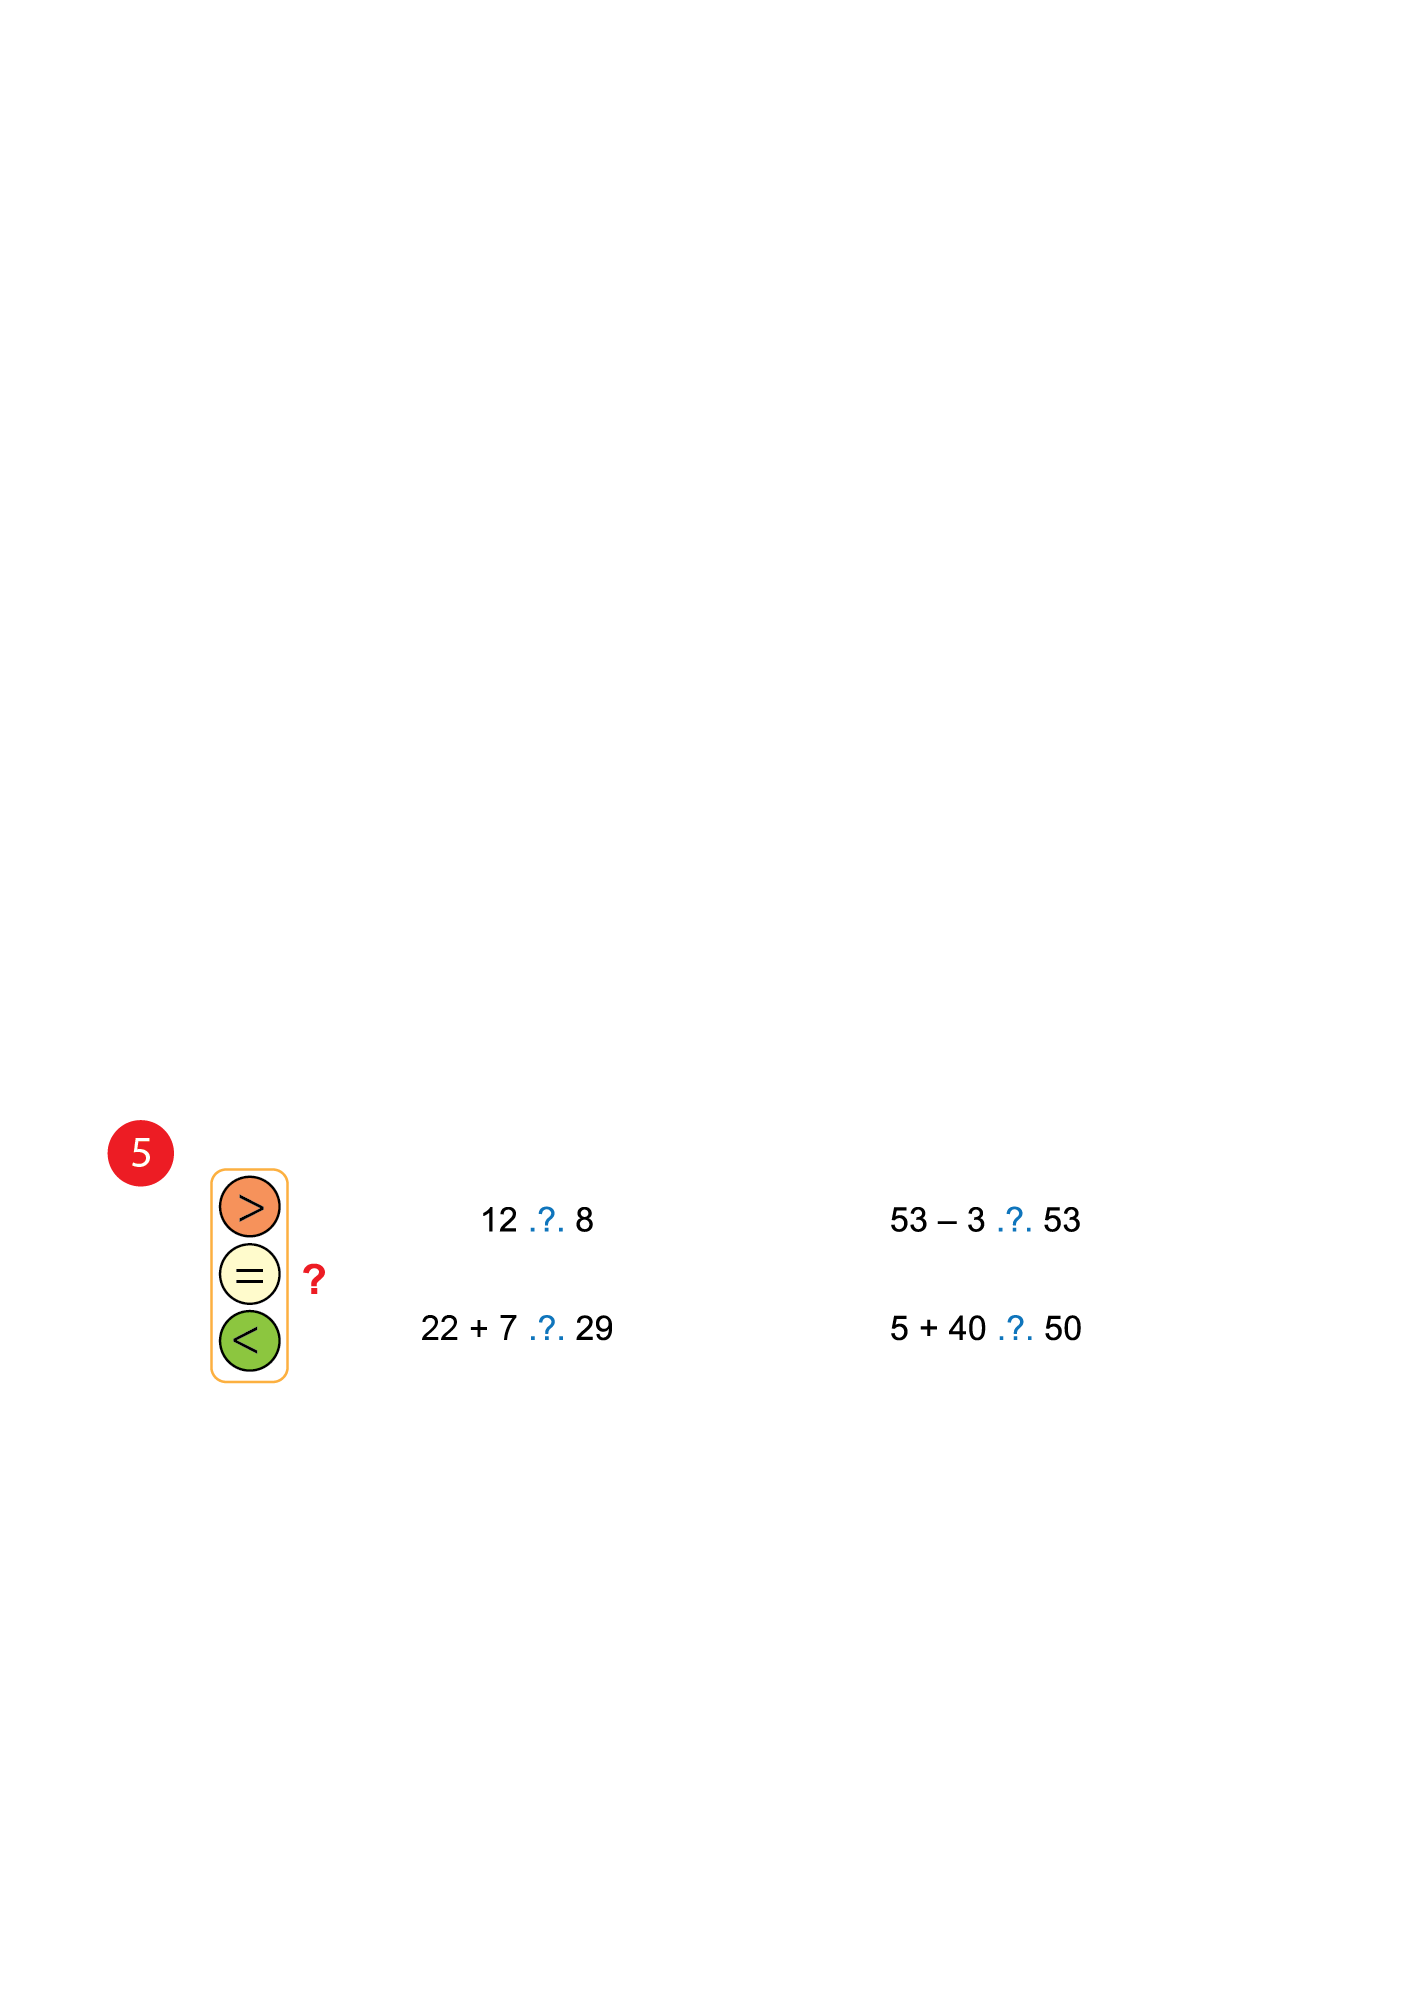 5
>
=
<
?
12 .?. 8
53 – 3 .?. 53
22 + 7 .?. 29
5 + 40 .?. 50